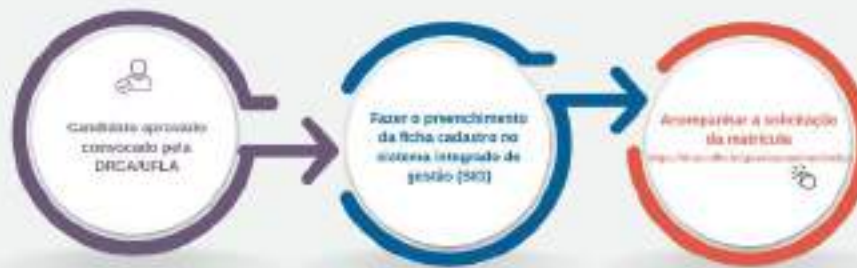 Candidato aprovado
convocado pela
DRCA/UFLA
Fazer o preenchimento
da ficha cadastro no
sistema integrado de
gestão (SIG)
Acompanhar a solicitação
da matrícula